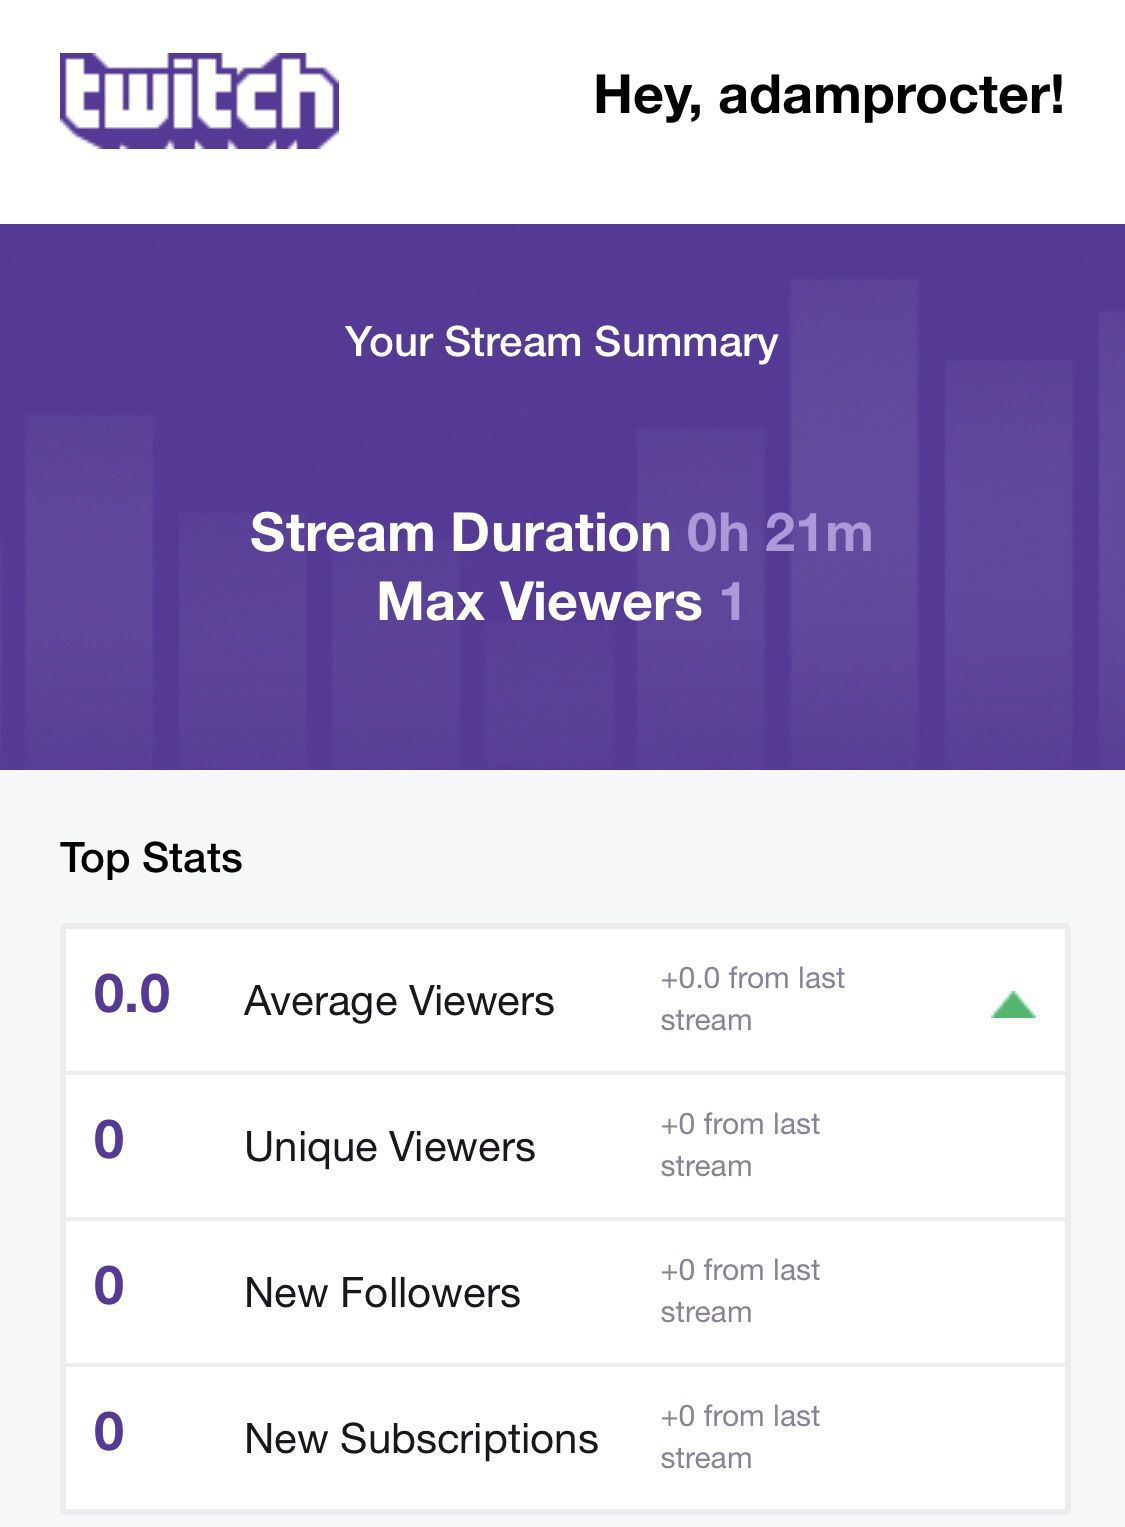 twitch
Hey, adamprocter!
Your Stream Summary
Stream Duration 0h 21m
Max Viewers 1
Top Stats
0.0 Average Viewers +0.0 from last
stream
0 Unique Viewers +0 from last
stream
0 New Followers +0 from last
stream
0 New Subscriptions +0 from last
stream